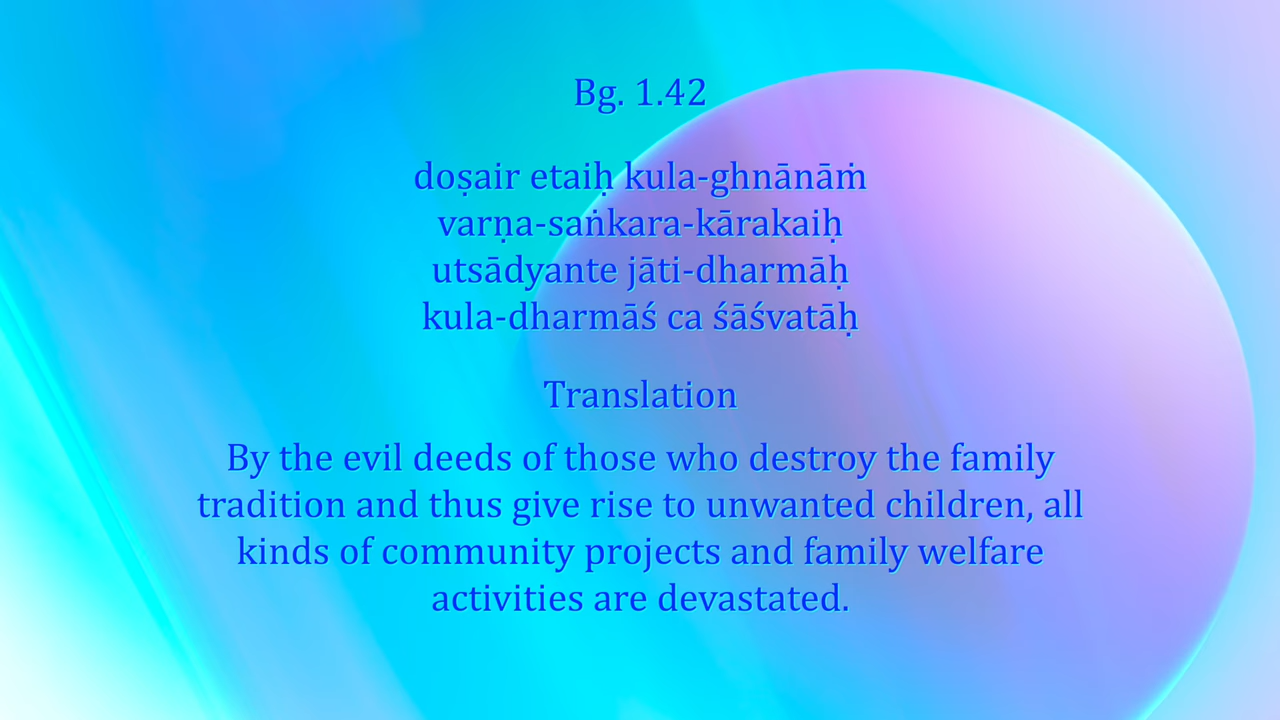 Bg. 1.42
doṣair etaiḥ kula-ghnānāṁ
varṇa-saṅkara-kārakaiḥ
utsādyante jāti-dharmāḥ
kula-dharmāś ca śāśvatāḥ
Translation
By the evil deeds of those who destroy the family
tradition and thus give rise to unwanted children, all
kinds of community projects and family welfare
activities are devastated.